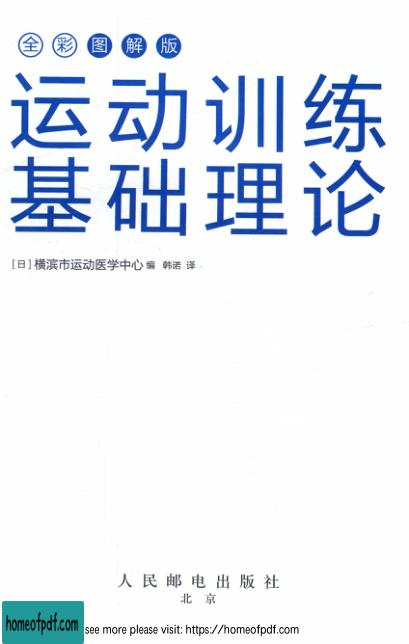 全彩图解版
运动训练
基础理论
[日]横滨市运动医学中心 编 韩诺 译
人民邮电出版社
北京
homeofpdf.com
see more please visit: https://homeofpdf.com